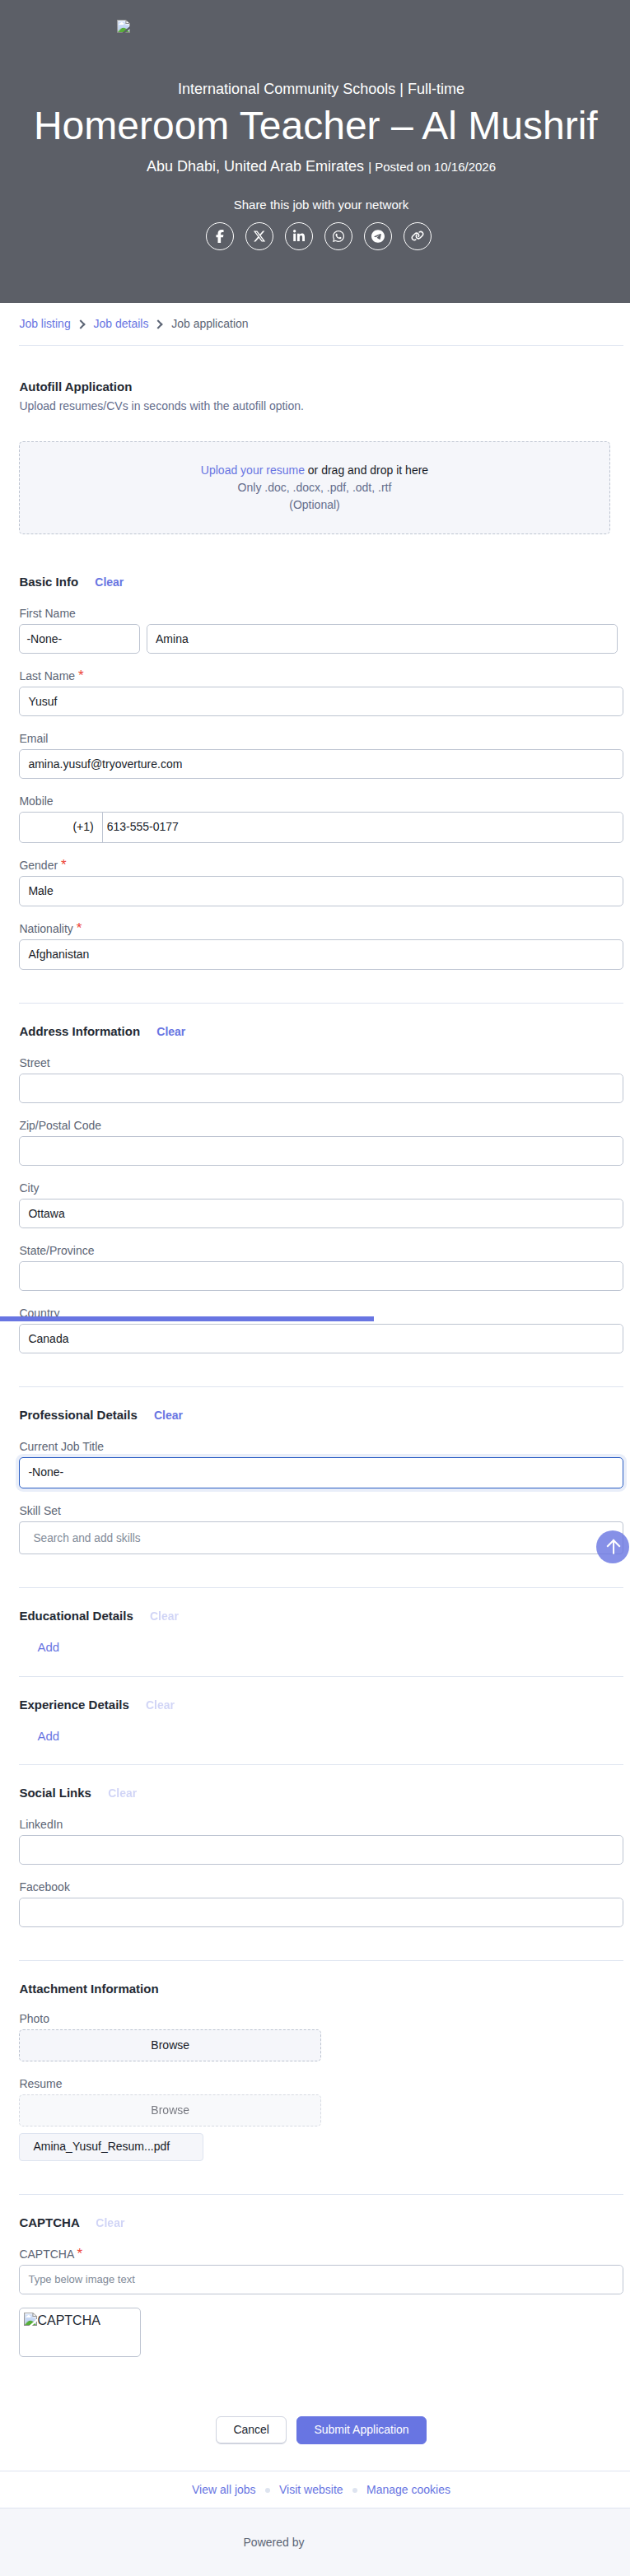 International Community Schools | Full-time
Homeroom Teacher – Al Mushrif
Abu Dhabi, United Arab Emirates | Posted on 10/16/2026
Share this job with your network
Job listing
Job details
Job application
Autofill Application
Upload resumes/CVs in seconds with the autofill option.
Upload your resume or drag and drop it here
Only .doc, .docx, .pdf, .odt, .rtf
(Optional)
Basic Info Clear
First Name
-None- Amina
Last Name *
Yusuf
Email
amina.yusuf@tryoverture.com
Mobile
(+1) 613-555-0177
Gender *
Male
Nationality *
Afghanistan
Address Information Clear
Street
Zip/Postal Code
City
Ottawa
State/Province
Country
Canada
Professional Details Clear
Current Job Title
-None-
Skill Set
Search and add skills
Educational Details Clear
Add
Experience Details Clear
Add
Social Links Clear
LinkedIn
Facebook
Attachment Information
Photo
Browse
Resume
Browse
Amina_Yusuf_Resum...pdf
CAPTCHA Clear
CAPTCHA *
Type below image text
CAPTCHA
Cancel Submit Application
View all jobs Visit website Manage cookies
Powered by